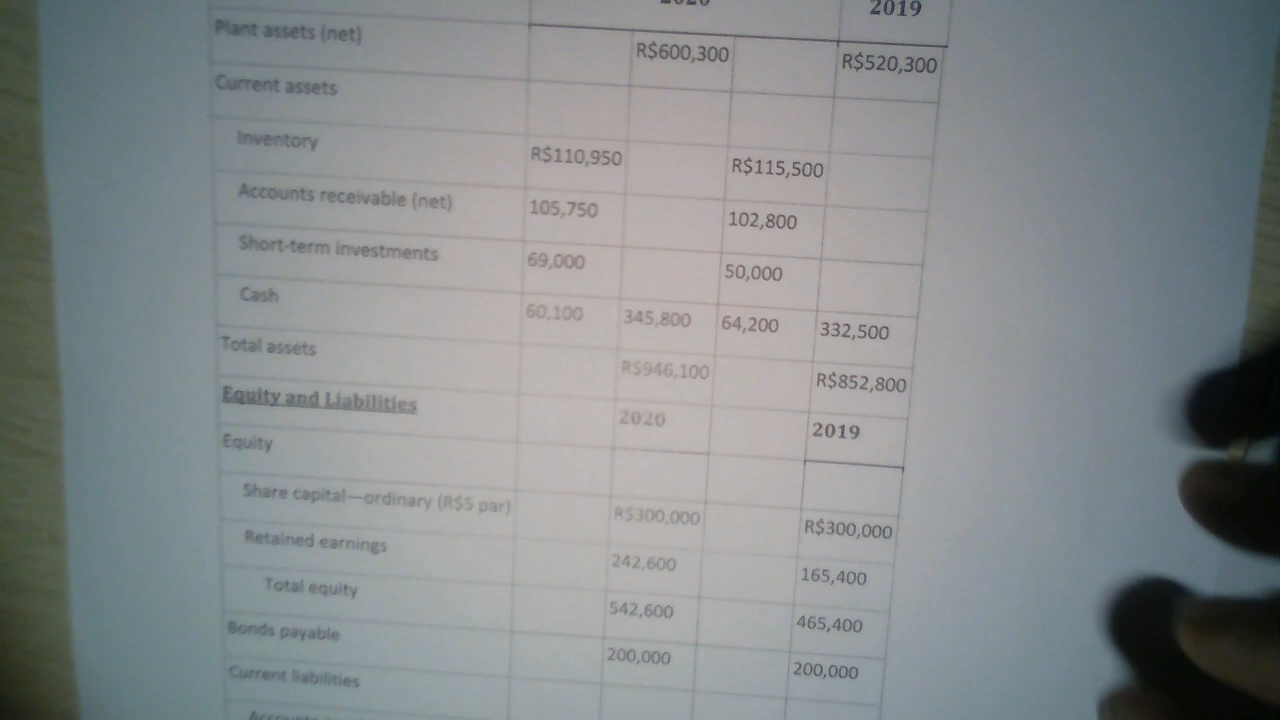 2020 2019
Plant assets (net) R$600,300 R$520,300
Current assets
Inventory R$110,950 R$115,500
Accounts receivable (net) 105,750 102,800
Short-term investments 69,000 50,000
Cash 60,100 345,800 64,200 332,500
Total assets R$946,100 R$852,800
Equity and Liabilities 2020 2019
Equity
Share capital—ordinary (R$5 par) R$300,000 R$300,000
Retained earnings 242,600 165,400
Total equity 542,600 465,400
Bonds payable 200,000 200,000
Current liabilities
Accounts